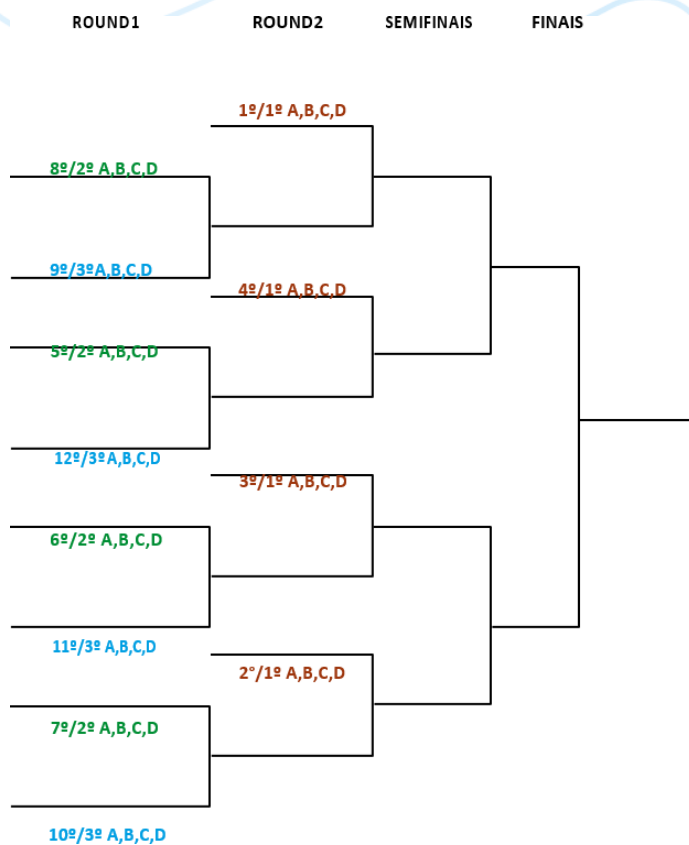 ROUND1 ROUND2 SEMIFINAIS FINAIS
1º/1º A,B,C,D
8º/2º A,B,C,D
9º/3ºA,B,C,D
4º/1º A,B,C,D
5º/2º A,B,C,D
12º/3ºA,B,C,D
3º/1º A,B,C,D
6º/2º A,B,C,D
11º/3º A,B,C,D
2°/1º A,B,C,D
7º/2º A,B,C,D
10º/3º A,B,C,D